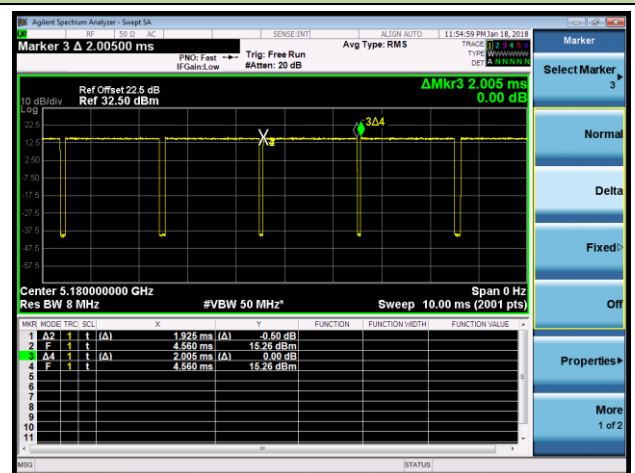 Agilent Spectrum Analyzer - Swept SA
RF 50 Ω AC SENSE:INT ALIGN AUTO 11:54:59 PM Jan 18, 2018
Marker 3 Δ 2.00500 ms
PNO: Fast
IFGain:Low
Trig: Free Run
#Atten: 20 dB
Avg Type: RMS
TRACE 1 2 3 4 5 6
TYPE WWWWWW
DET A N N N N N
ΔMkr3 2.005 ms
0.00 dB
Ref Offset 22.5 dB
Ref 32.50 dBm
10 dB/div
Log
22.5
12.5
2.50
-7.50
-17.5
-27.5
-37.5
-47.5
-57.5
3Δ4
Center 5.180000000 GHz
Span 0 Hz
Res BW 8 MHz
#VBW 50 MHz*
Sweep 10.00 ms (2001 pts)
MKR MODE TRC SCL X Y FUNCTION FUNCTION WIDTH FUNCTION VALUE
1 Δ2 1 t (Δ) 1.925 ms (Δ) -0.50 dB
2 F 1 t 4.560 ms 15.26 dBm
3 Δ4 1 t (Δ) 2.005 ms (Δ) 0.00 dB
4 F 1 t 4.560 ms 15.26 dBm
5
6
7
8
9
10
11
MSG
STATUS
Marker
Select Marker
3
Normal
Delta
Fixed
Off
Properties
More
1 of 2